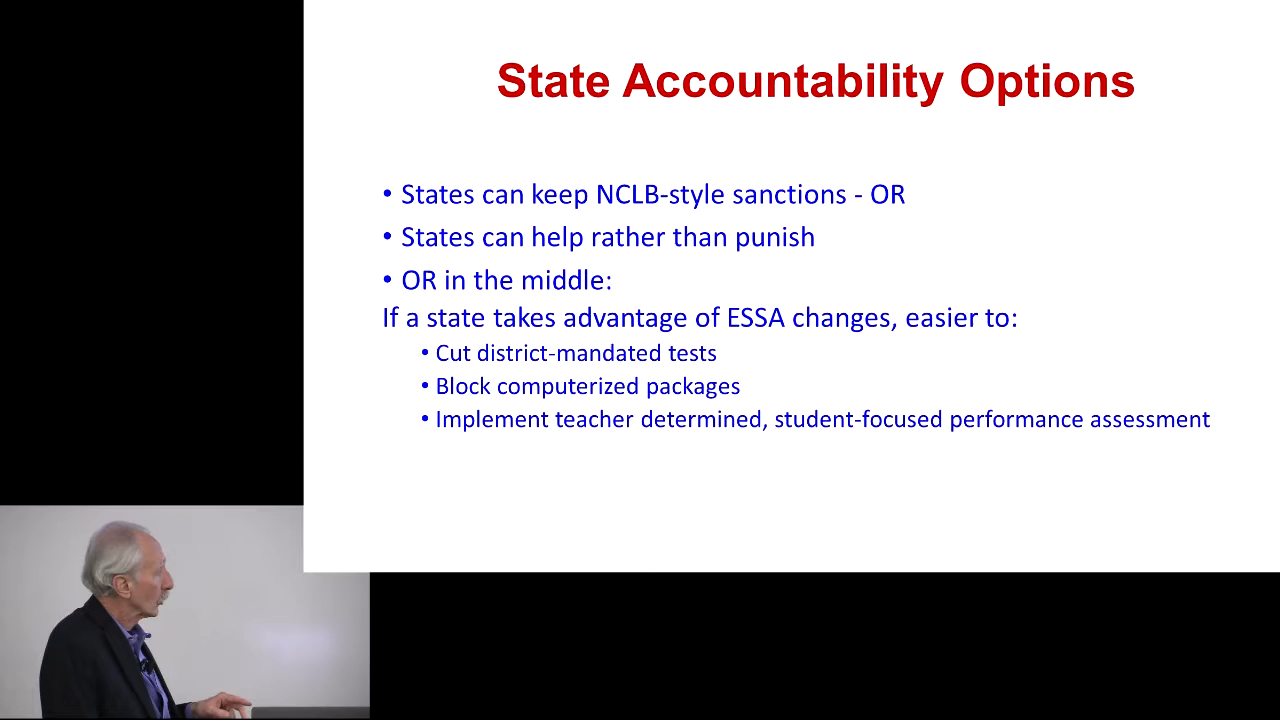 State Accountability Options
• States can keep NCLB-style sanctions - OR
• States can help rather than punish
• OR in the middle:
If a state takes advantage of ESSA changes, easier to:
• Cut district-mandated tests
• Block computerized packages
• Implement teacher determined, student-focused performance assessment